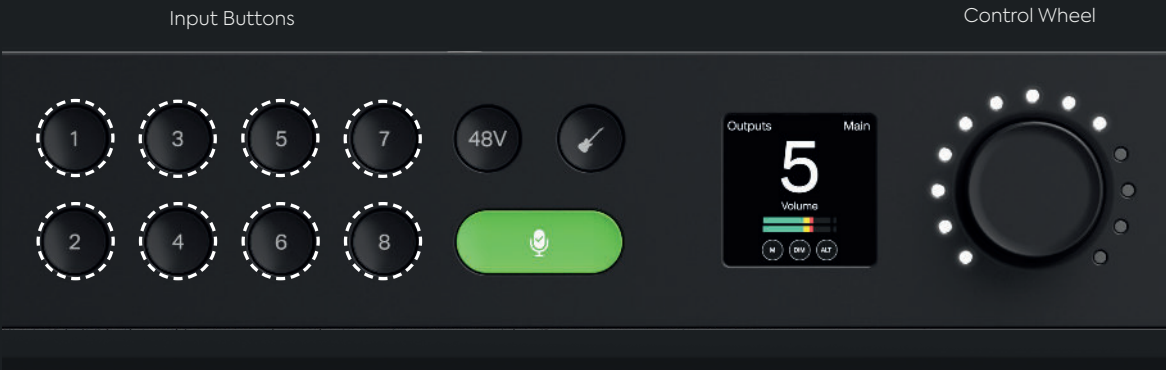 Input Buttons
Control Wheel
1 3 5 7 48V
2 4 6 8
Outputs Main
5
Volume
M DIM ALT